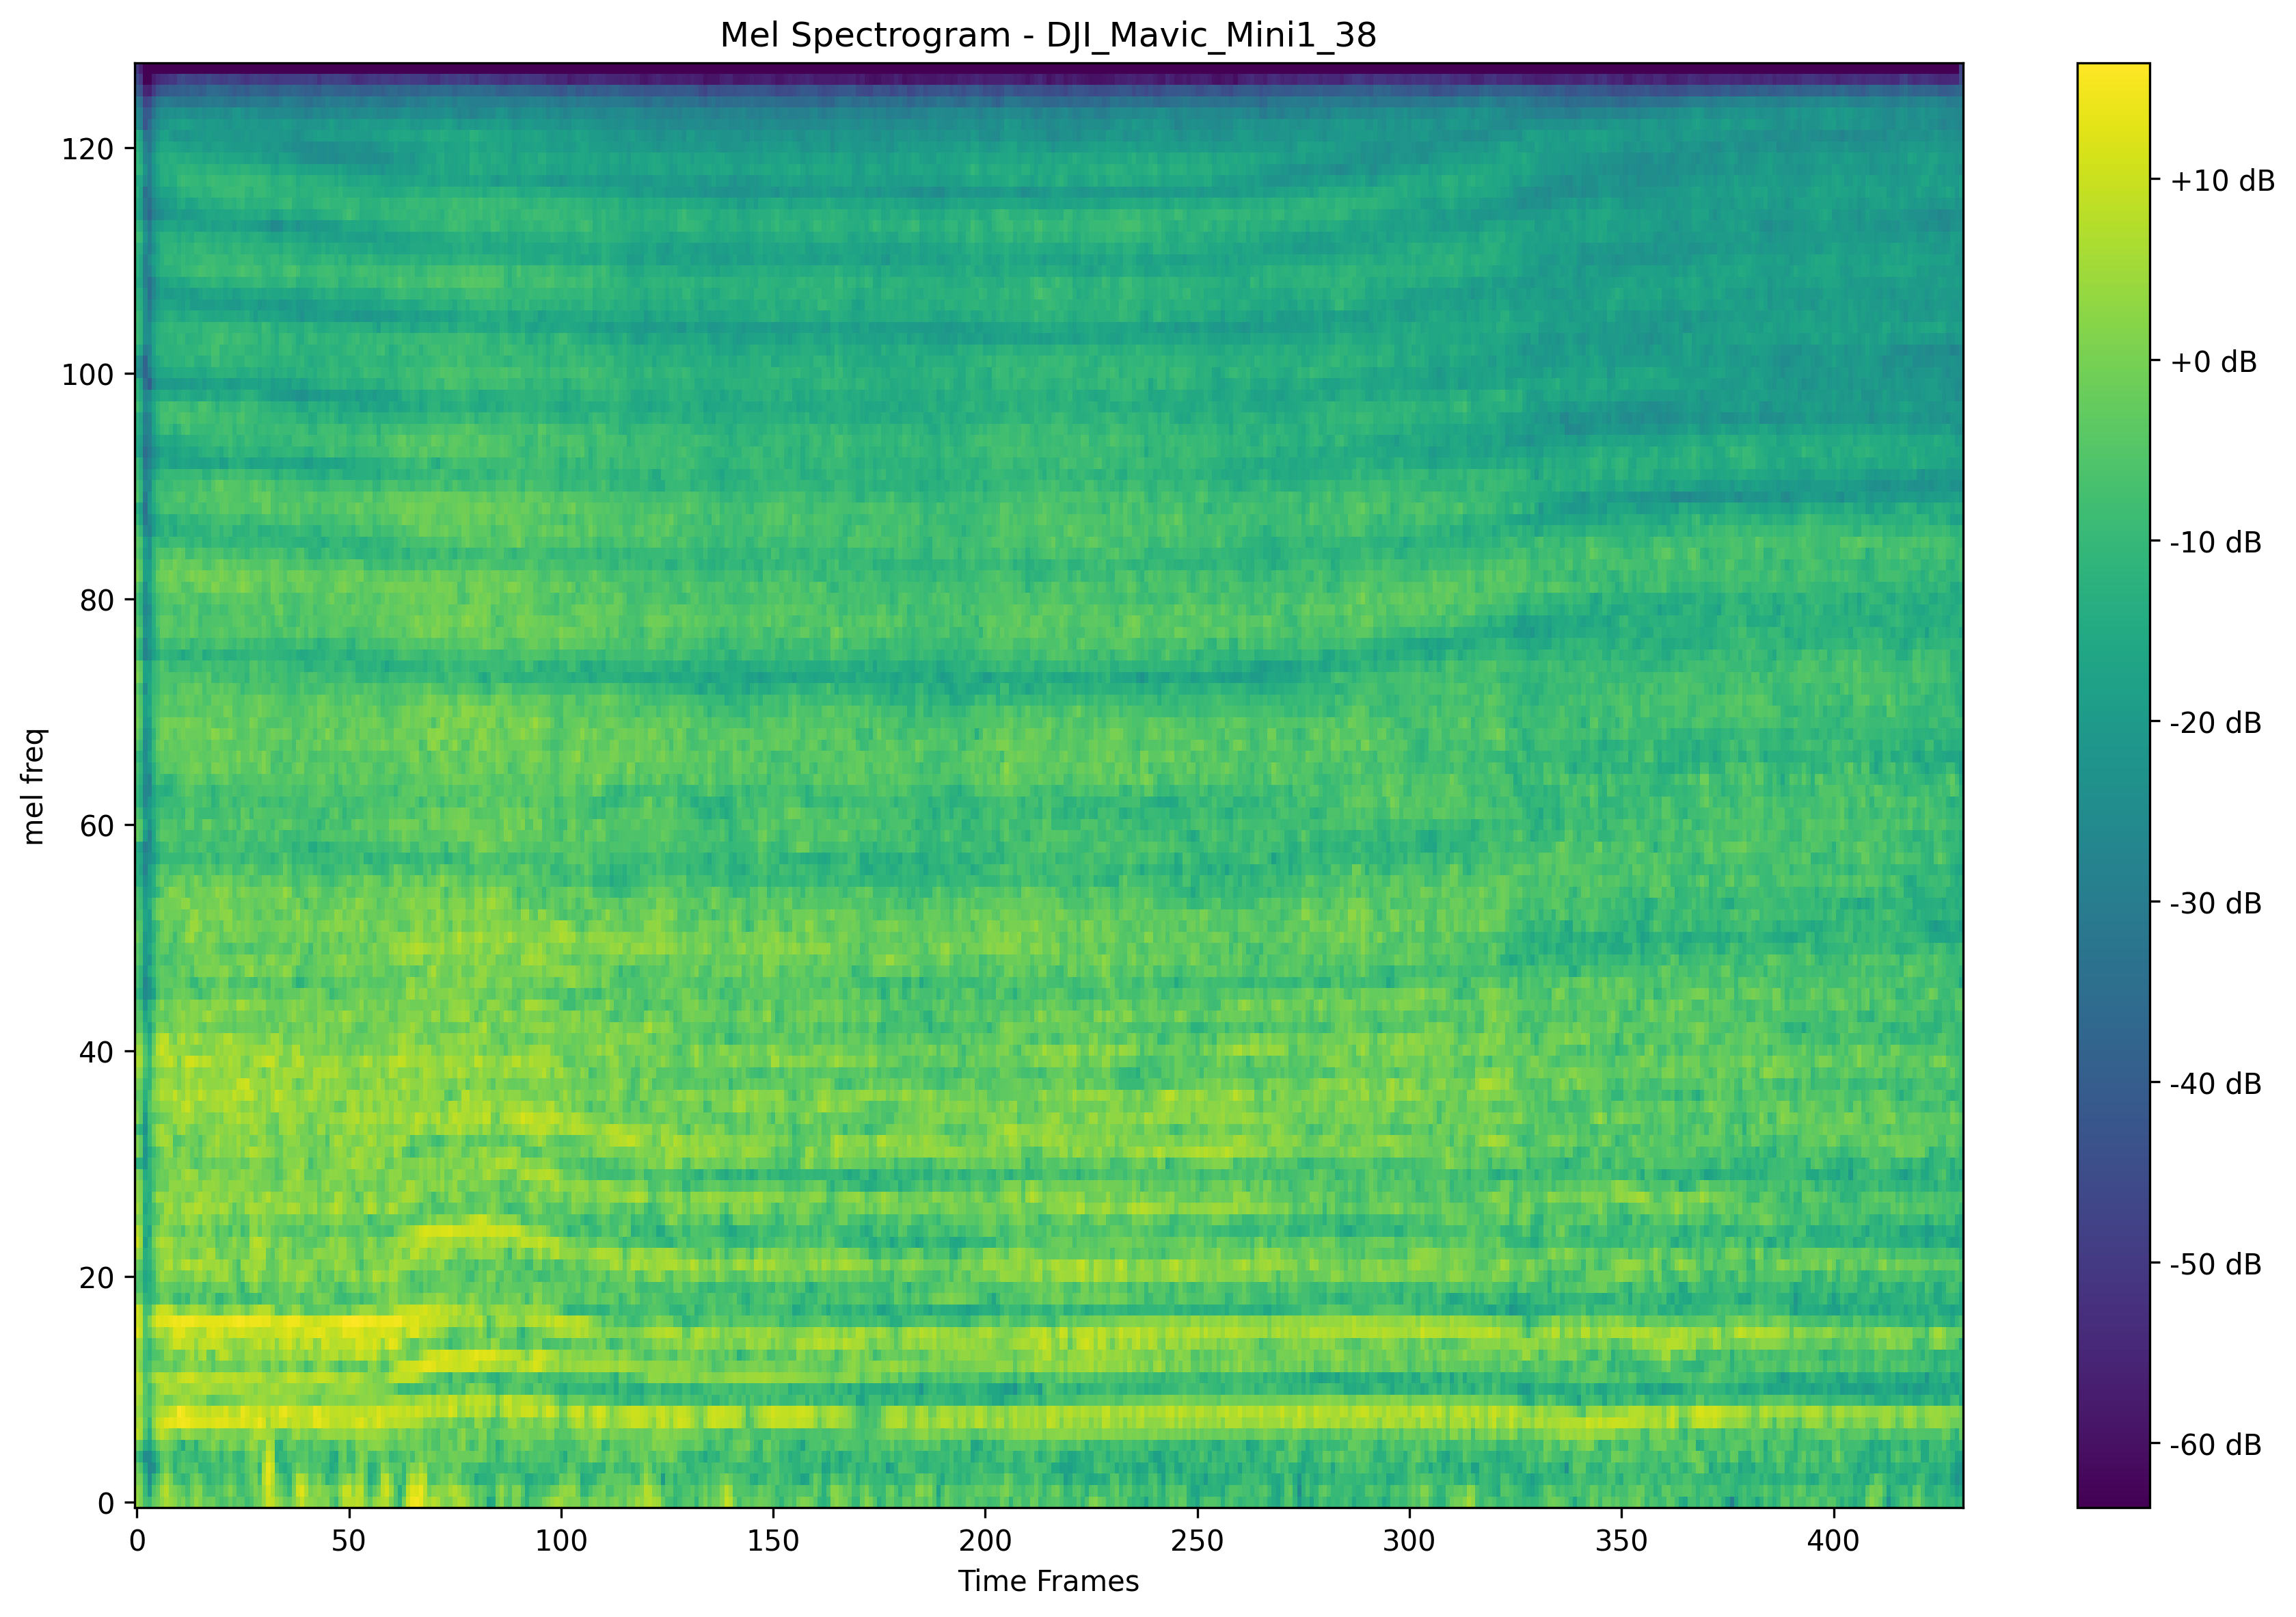 Mel Spectrogram - DJI_Mavic_Mini1_38
mel freq
120
100
80
60
40
20
0
0 50 100 150 200 250 300 350 400
Time Frames
+10 dB
+0 dB
-10 dB
-20 dB
-30 dB
-40 dB
-50 dB
-60 dB